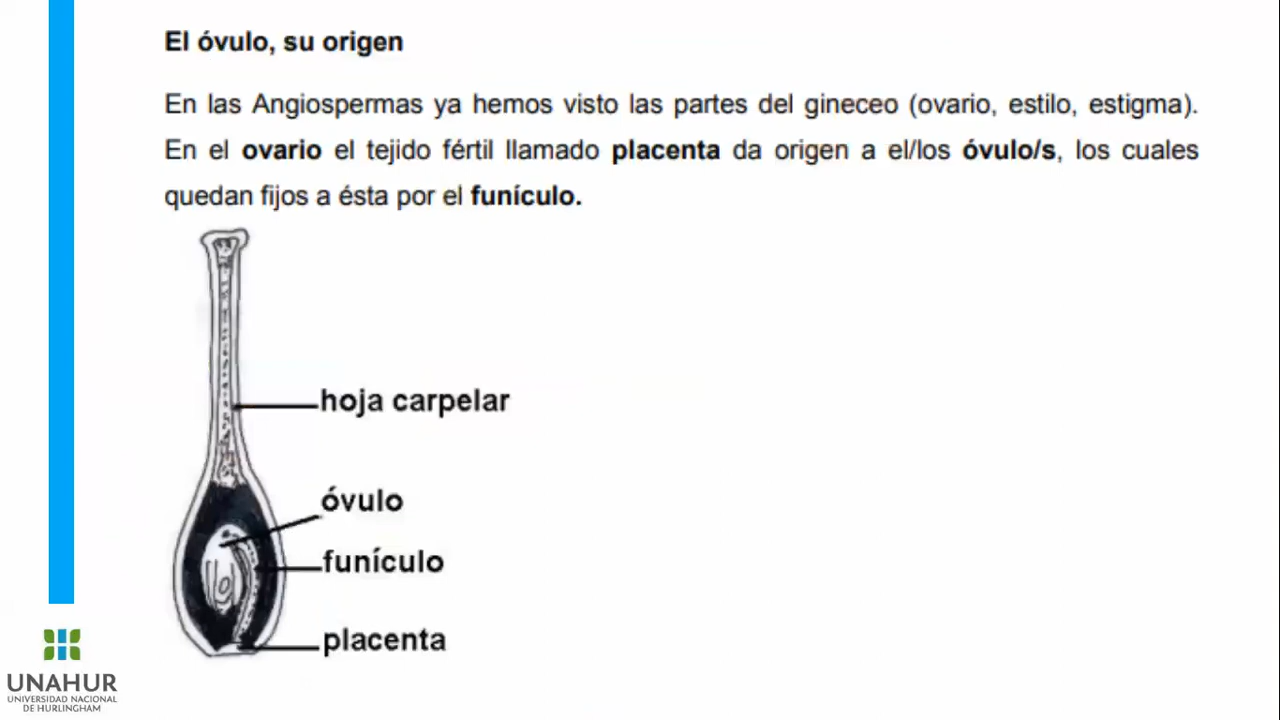 El óvulo, su origen
En las Angiospermas ya hemos visto las partes del gineceo (ovario, estilo, estigma).
En el ovario el tejido fértil llamado placenta da origen a el/los óvulo/s, los cuales
quedan fijos a ésta por el funículo.
hoja carpelar
óvulo
funículo
placenta
UNAHUR
UNIVERSIDAD NACIONAL
DE HURLINGHAM